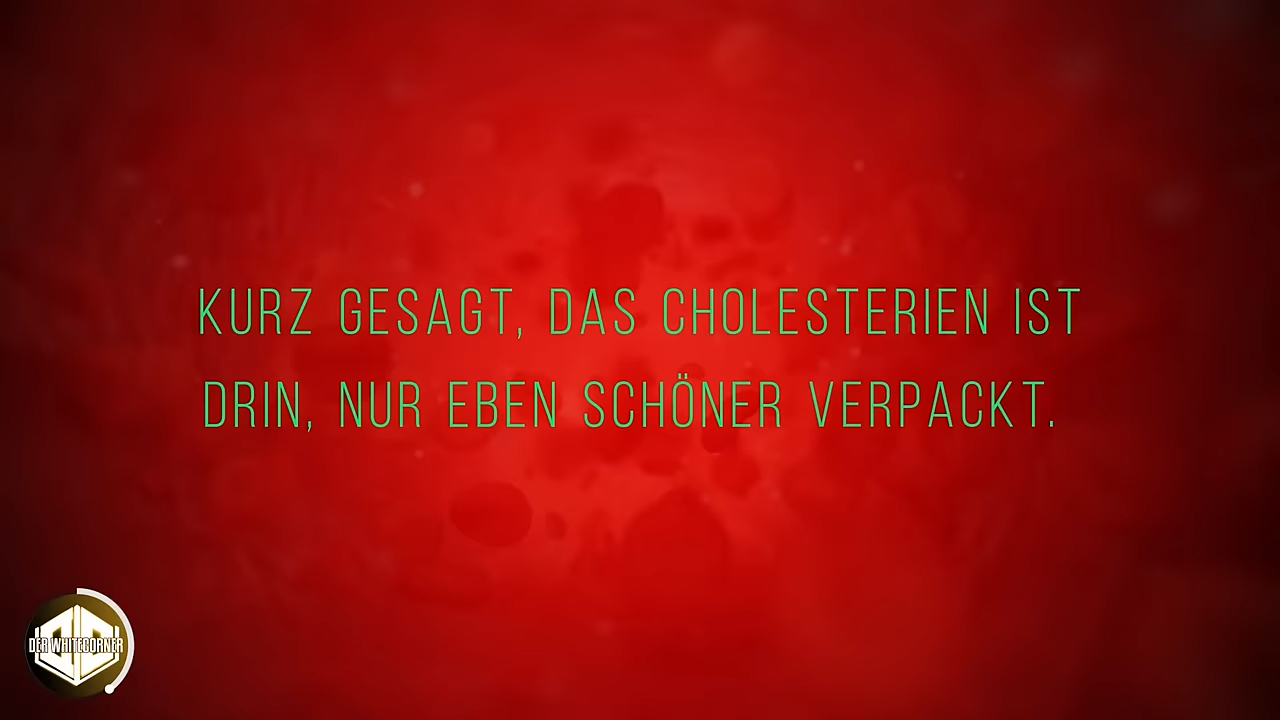 KURZ GESAGT, DAS CHOLESTERIEN IST
DRIN, NUR EBEN SCHÖNER VERPACKT.
DER WHITECORNER